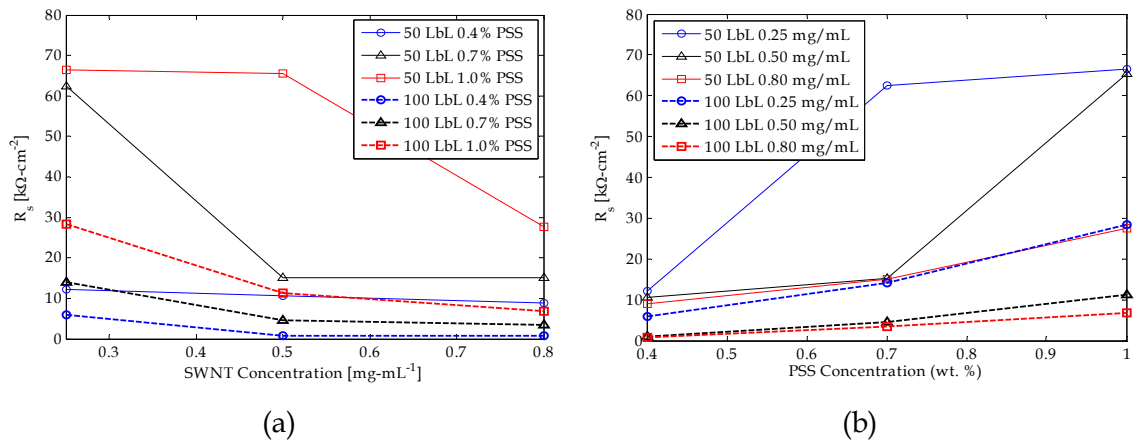 80
70
60
50
40
30
20
10
0
R_s [kΩ-cm⁻²]
0.3 0.4 0.5 0.6 0.7 0.8
SWNT Concentration [mg-mL⁻¹]
50 LbL 0.4% PSS
50 LbL 0.7% PSS
50 LbL 1.0% PSS
100 LbL 0.4% PSS
100 LbL 0.7% PSS
100 LbL 1.0% PSS
(a)
80
70
60
50
40
30
20
10
0
R_s [kΩ-cm⁻²]
0.4 0.5 0.6 0.7 0.8 0.9 1
PSS Concentration (wt. %)
50 LbL 0.25 mg/mL
50 LbL 0.50 mg/mL
50 LbL 0.80 mg/mL
100 LbL 0.25 mg/mL
100 LbL 0.50 mg/mL
100 LbL 0.80 mg/mL
(b)